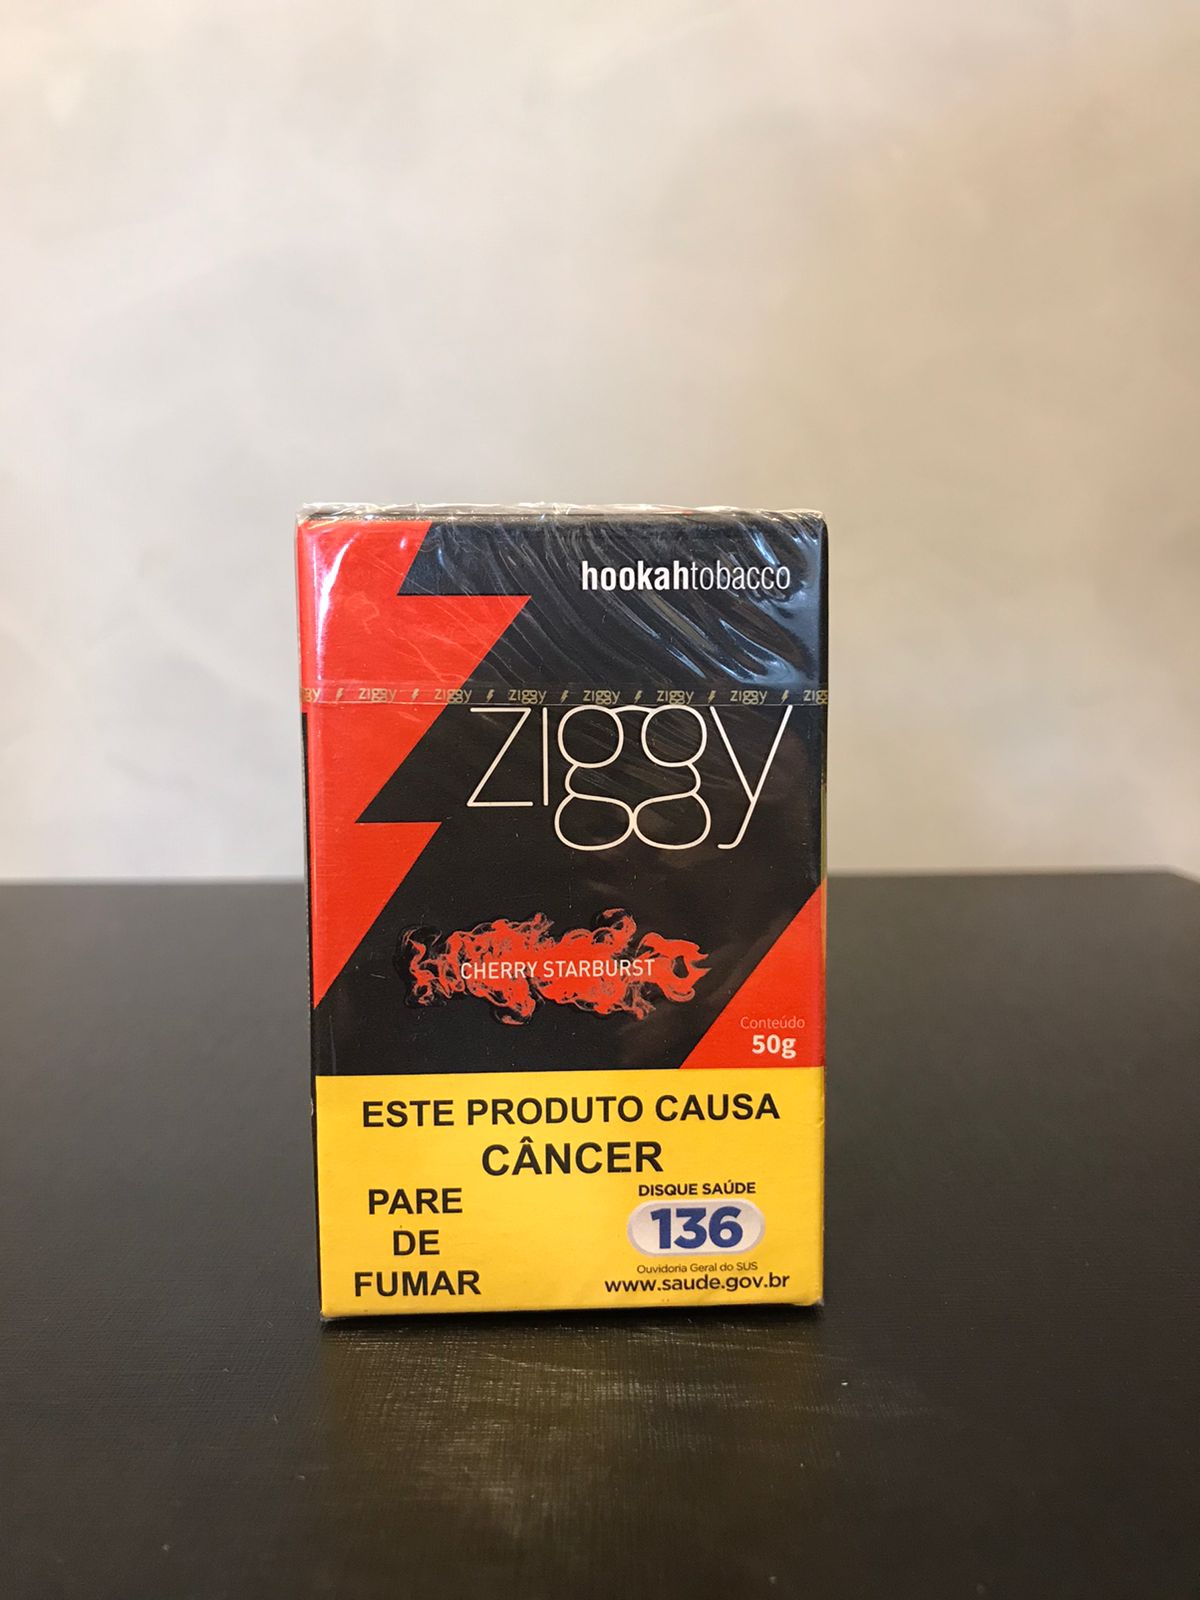 hookahtobacco
ziggy ziggy ziggy ziggy ziggy ziggy
ziggy
CHERRY STARBURST
Conteúdo
50g
ESTE PRODUTO CAUSA
CÂNCER
PARE
DE
FUMAR
DISQUE SAÚDE
136
Ouvidoria Geral do SUS
www.saude.gov.br